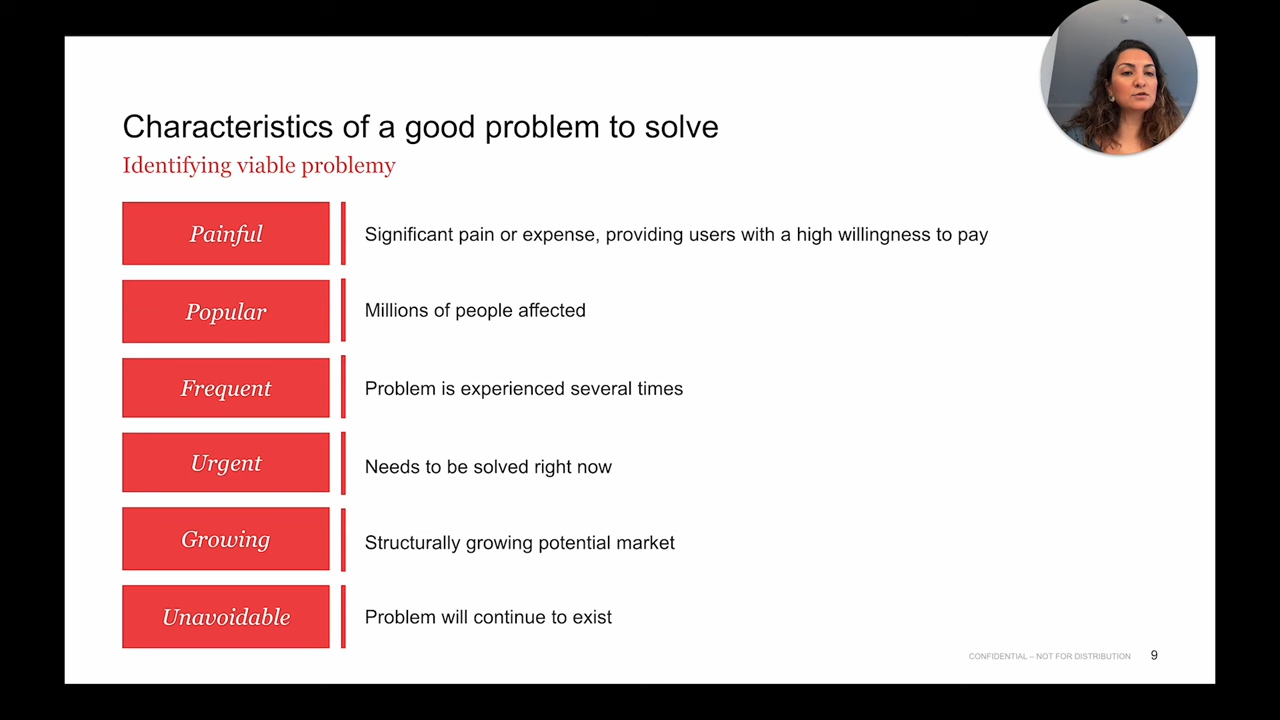 Characteristics of a good problem to solve
Identifying viable problemy
Painful
Significant pain or expense, providing users with a high willingness to pay
Popular
Millions of people affected
Frequent
Problem is experienced several times
Urgent
Needs to be solved right now
Growing
Structurally growing potential market
Unavoidable
Problem will continue to exist
CONFIDENTIAL – NOT FOR DISTRIBUTION 9